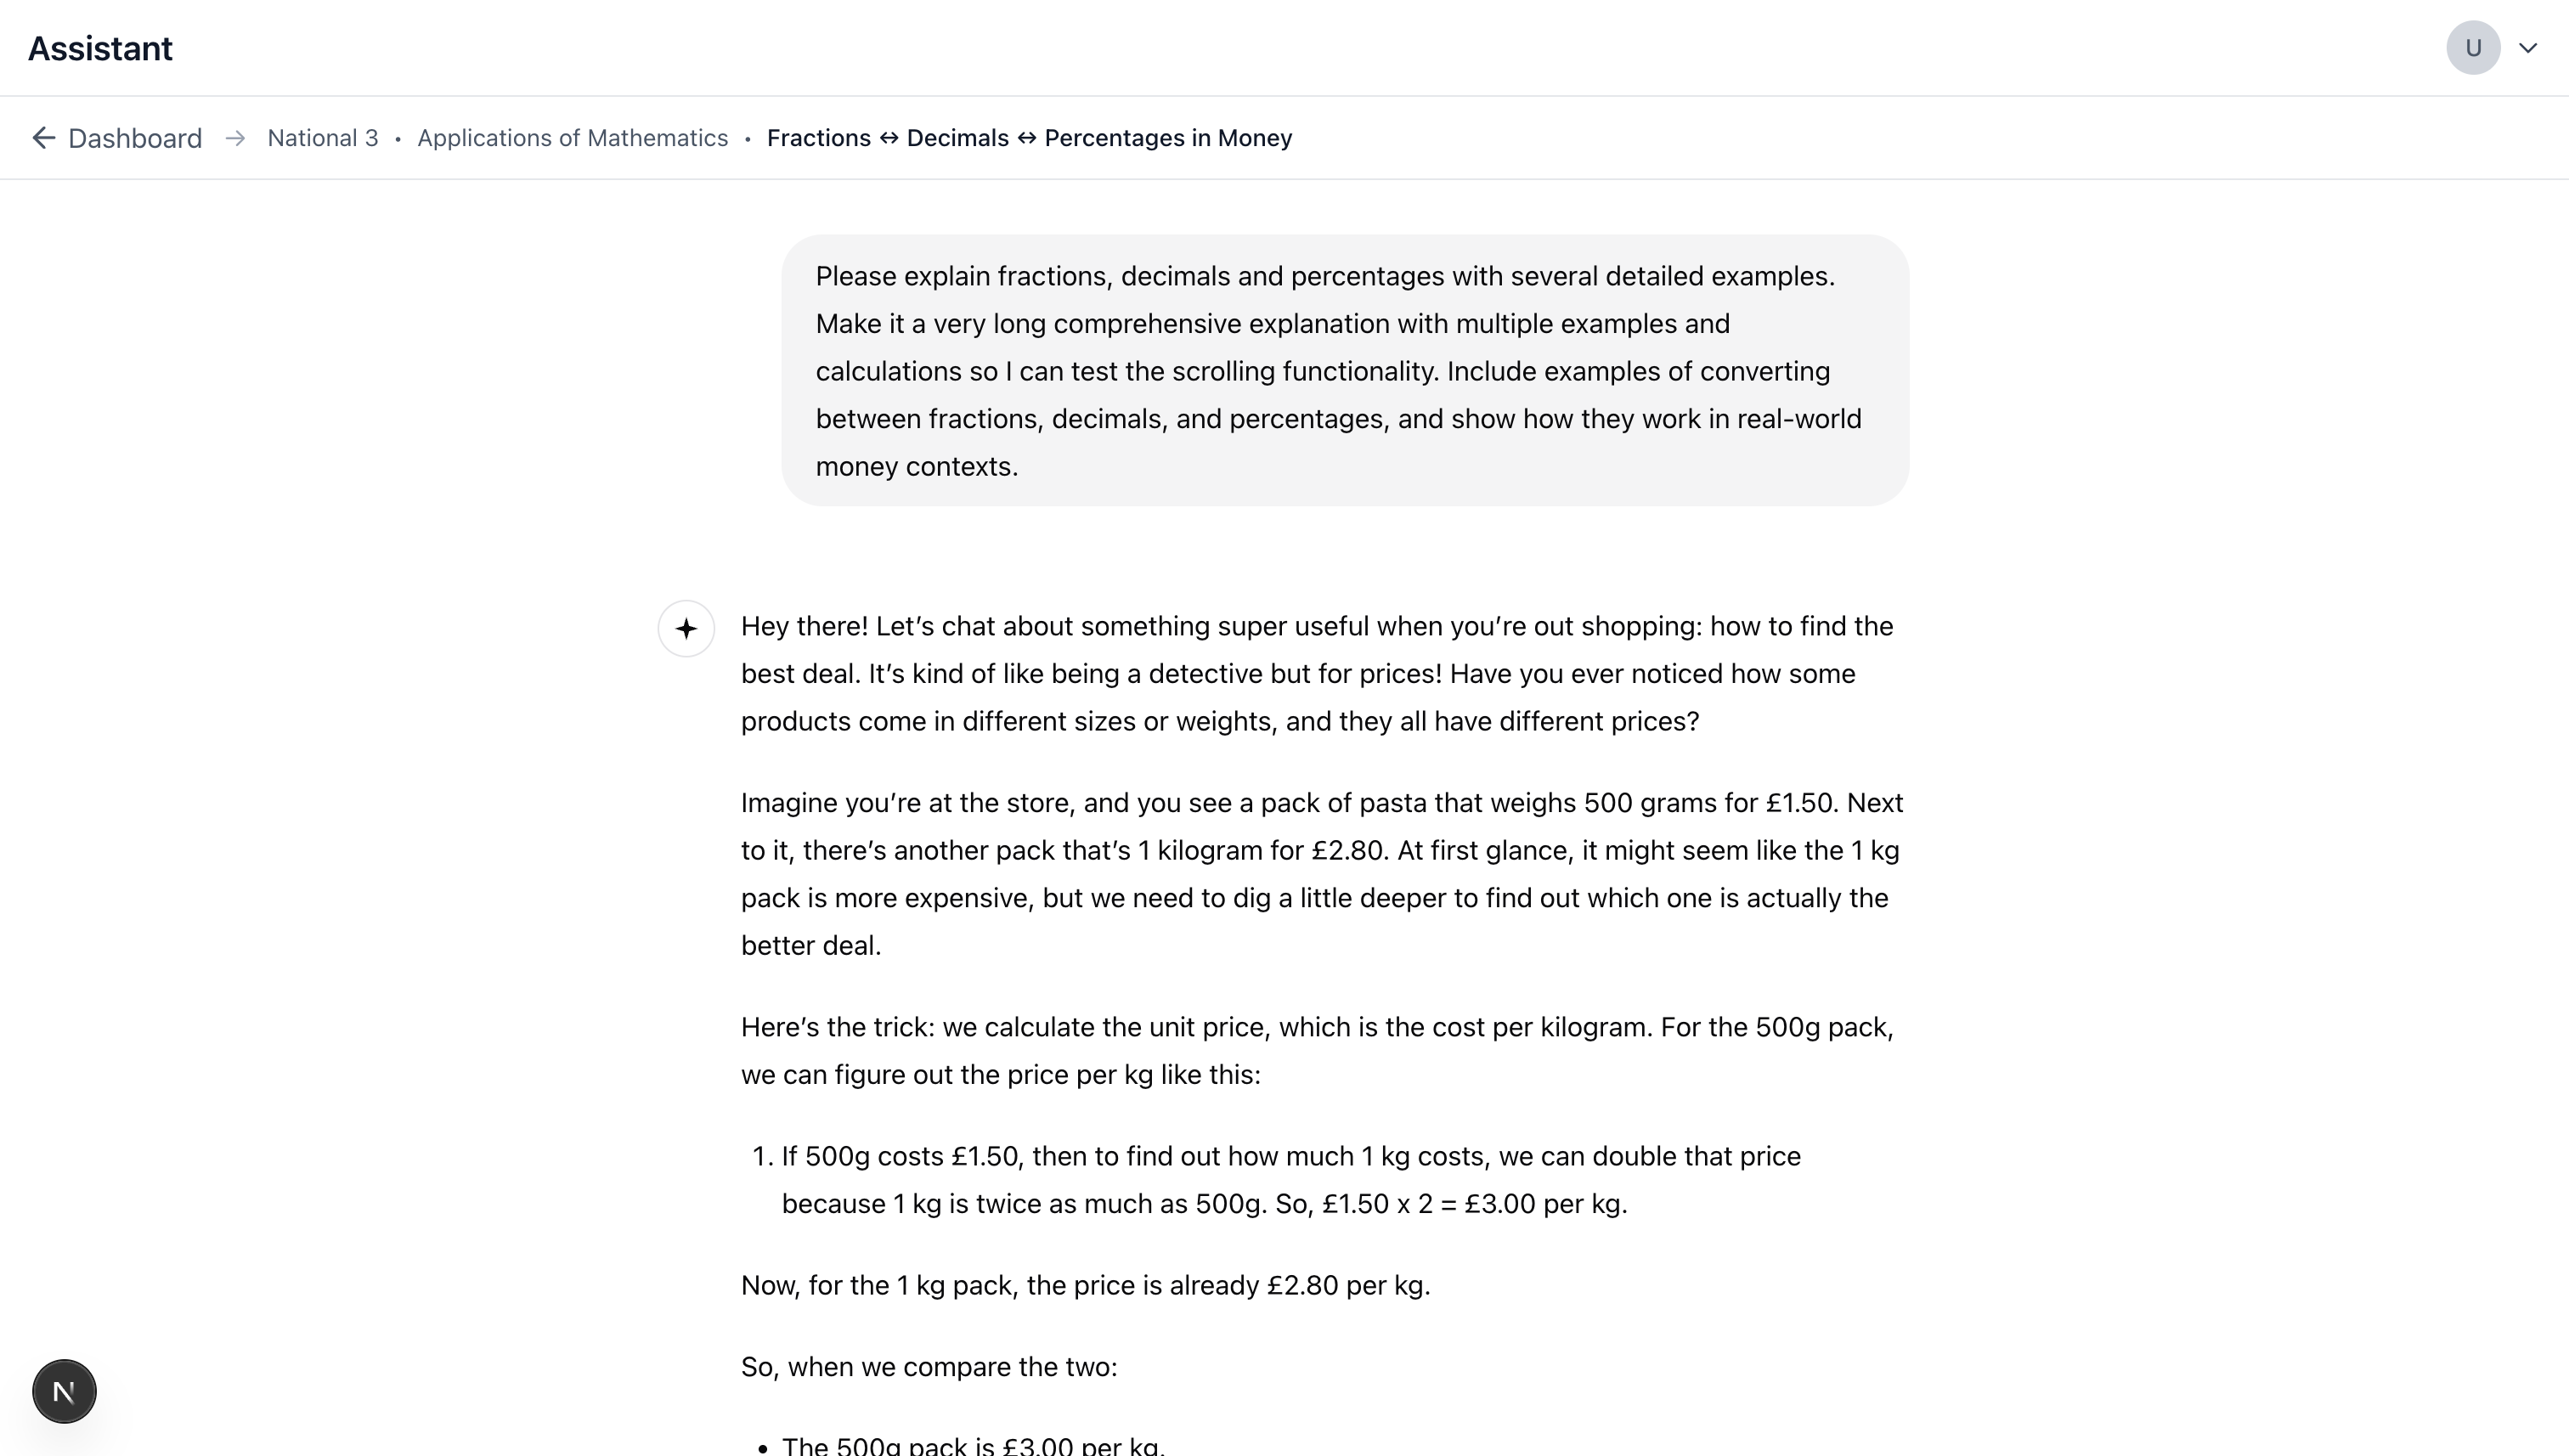 Assistant
U
Dashboard → National 3 • Applications of Mathematics • Fractions ↔ Decimals ↔ Percentages in Money
Please explain fractions, decimals and percentages with several detailed examples.
Make it a very long comprehensive explanation with multiple examples and
calculations so I can test the scrolling functionality. Include examples of converting
between fractions, decimals, and percentages, and show how they work in real-world
money contexts.
Hey there! Let’s chat about something super useful when you’re out shopping: how to find the
best deal. It’s kind of like being a detective but for prices! Have you ever noticed how some
products come in different sizes or weights, and they all have different prices?
Imagine you’re at the store, and you see a pack of pasta that weighs 500 grams for £1.50. Next
to it, there’s another pack that’s 1 kilogram for £2.80. At first glance, it might seem like the 1 kg
pack is more expensive, but we need to dig a little deeper to find out which one is actually the
better deal.
Here’s the trick: we calculate the unit price, which is the cost per kilogram. For the 500g pack,
we can figure out the price per kg like this:
1. If 500g costs £1.50, then to find out how much 1 kg costs, we can double that price
because 1 kg is twice as much as 500g. So, £1.50 x 2 = £3.00 per kg.
Now, for the 1 kg pack, the price is already £2.80 per kg.
So, when we compare the two:
N
• The 500g pack is £3.00 per kg.